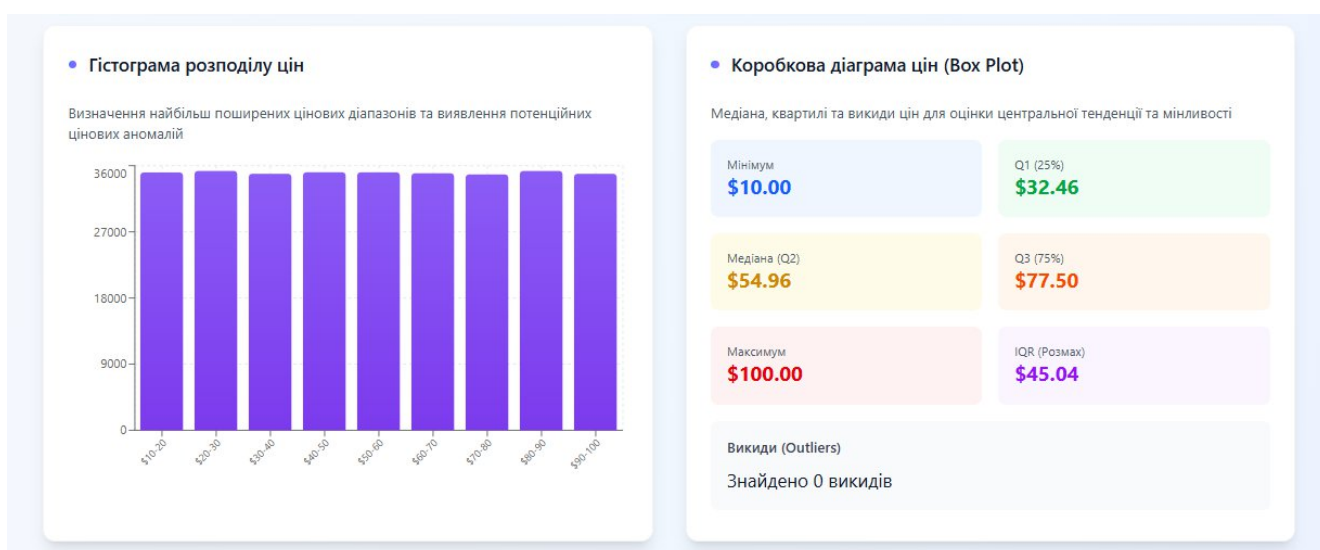 Гістограма розподілу цін
Визначення найбільш поширених цінових діапазонів та виявлення потенційних
цінових аномалій
36000
27000
18000
9000
0
$10-20
$20-30
$30-40
$40-50
$50-60
$60-70
$70-80
$80-90
$90-100
Коробкова діаграма цін (Box Plot)
Медіана, квартилі та викиди цін для оцінки центральної тенденції та мінливості
Мінімум
$10.00
Q1 (25%)
$32.46
Медіана (Q2)
$54.96
Q3 (75%)
$77.50
Максимум
$100.00
IQR (Розмах)
$45.04
Викиди (Outliers)
Знайдено 0 викидів